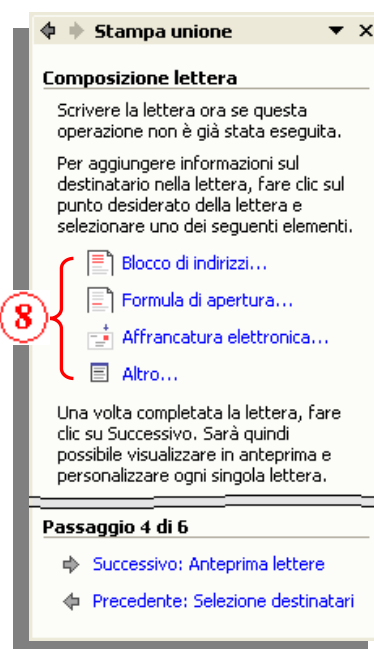 Stampa unione
Composizione lettera
Scrivere la lettera ora se questa
operazione non è già stata eseguita.
Per aggiungere informazioni sul
destinatario nella lettera, fare clic sul
punto desiderato della lettera e
selezionare uno dei seguenti elementi.
8
Blocco di indirizzi...
Formula di apertura...
Affrancatura elettronica...
Altro...
Una volta completata la lettera, fare
clic su Successivo. Sarà quindi
possibile visualizzare in anteprima e
personalizzare ogni singola lettera.
Passaggio 4 di 6
Successivo: Anteprima lettere
Precedente: Selezione destinatari